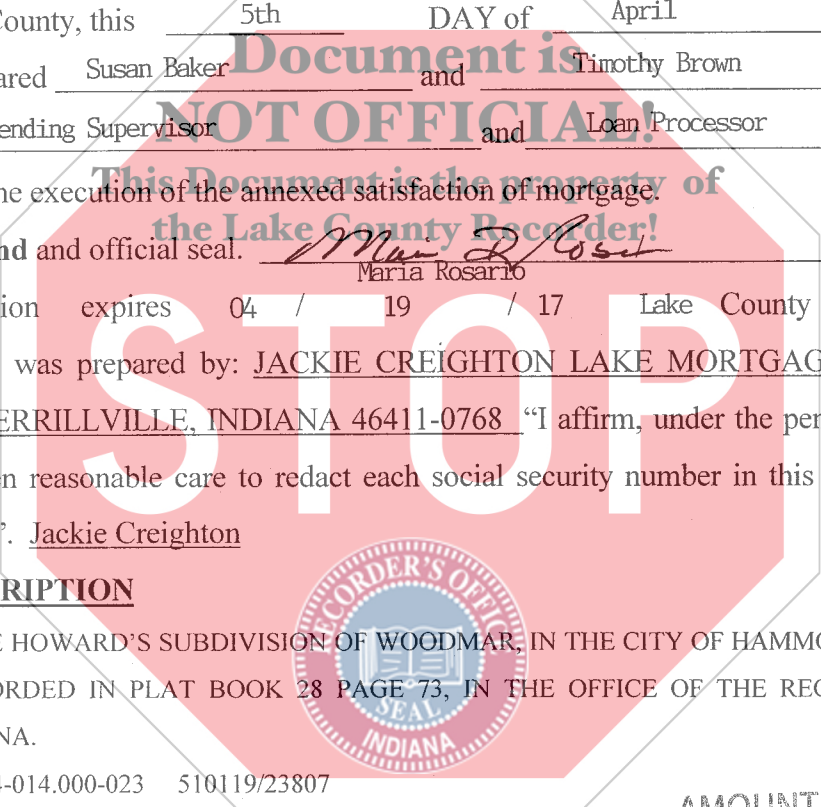 County, this 5th DAY of April
ared Susan Baker and Timothy Brown
ending Supervisor and Loan Processor
ne execution of the annexed satisfaction of mortgage.
nd and official seal. Maria Rosario
Maria Rosario
ion expires 04 / 19 / 17 Lake County
was prepared by: JACKIE CREIGHTON LAKE MORTGAG
ERRILLVILLE, INDIANA 46411-0768 “I affirm, under the per
n reasonable care to redact each social security number in this
”. Jackie Creighton
RIPTION
E HOWARD’S SUBDIVISION OF WOODMAR, IN THE CITY OF HAMMO
ORDED IN PLAT BOOK 28 PAGE 73, IN THE OFFICE OF THE REC
NA.
-014.000-023 510119/23807
AMOUNT
Document is
NOT OFFICIAL!
This Document is the property of
the Lake County Recorder!
STOP
RECORDER'S OFFICE
SEAL
INDIANA